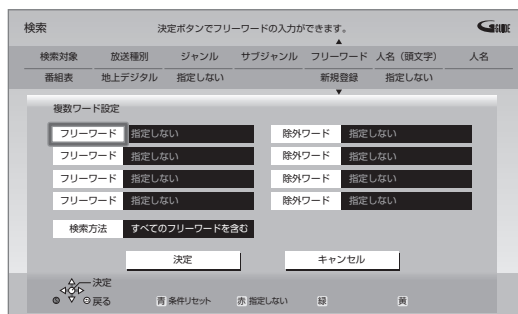 検索 決定ボタンでフリーワードの入力ができます。 G-GUIDE
検索対象 放送種別 ジャンル サブジャンル フリーワード 人名（頭文字） 人名
番組表 地上デジタル 指定しない 新規登録 指定しない
複数ワード設定
フリーワード 指定しない 除外ワード 指定しない
フリーワード 指定しない 除外ワード 指定しない
フリーワード 指定しない 除外ワード 指定しない
フリーワード 指定しない 除外ワード 指定しない
検索方法 すべてのフリーワードを含む
決定 キャンセル
決定
戻る 青 条件リセット 赤 指定しない 緑 黄